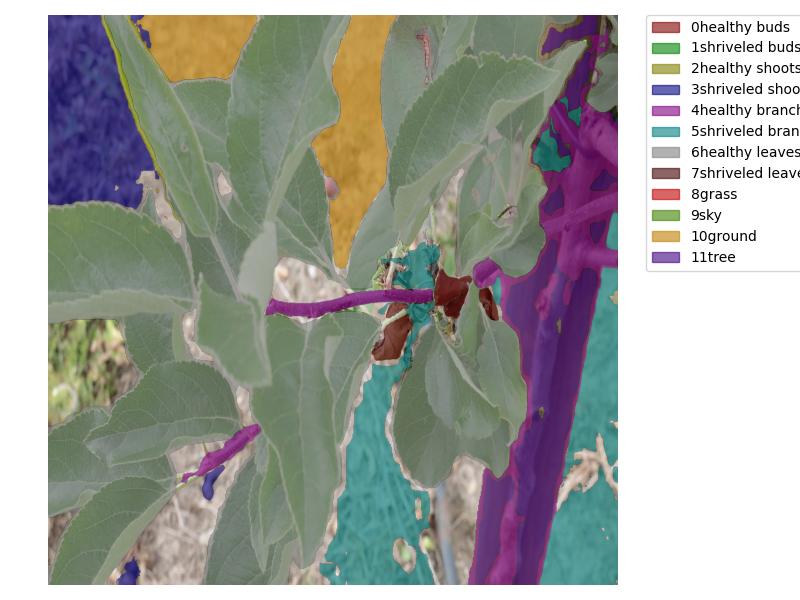 0healthy buds
1shriveled buds
2healthy shoots
3shriveled shoo
4healthy branch
5shriveled bran
6healthy leaves
7shriveled leave
8grass
9sky
10ground
11tree